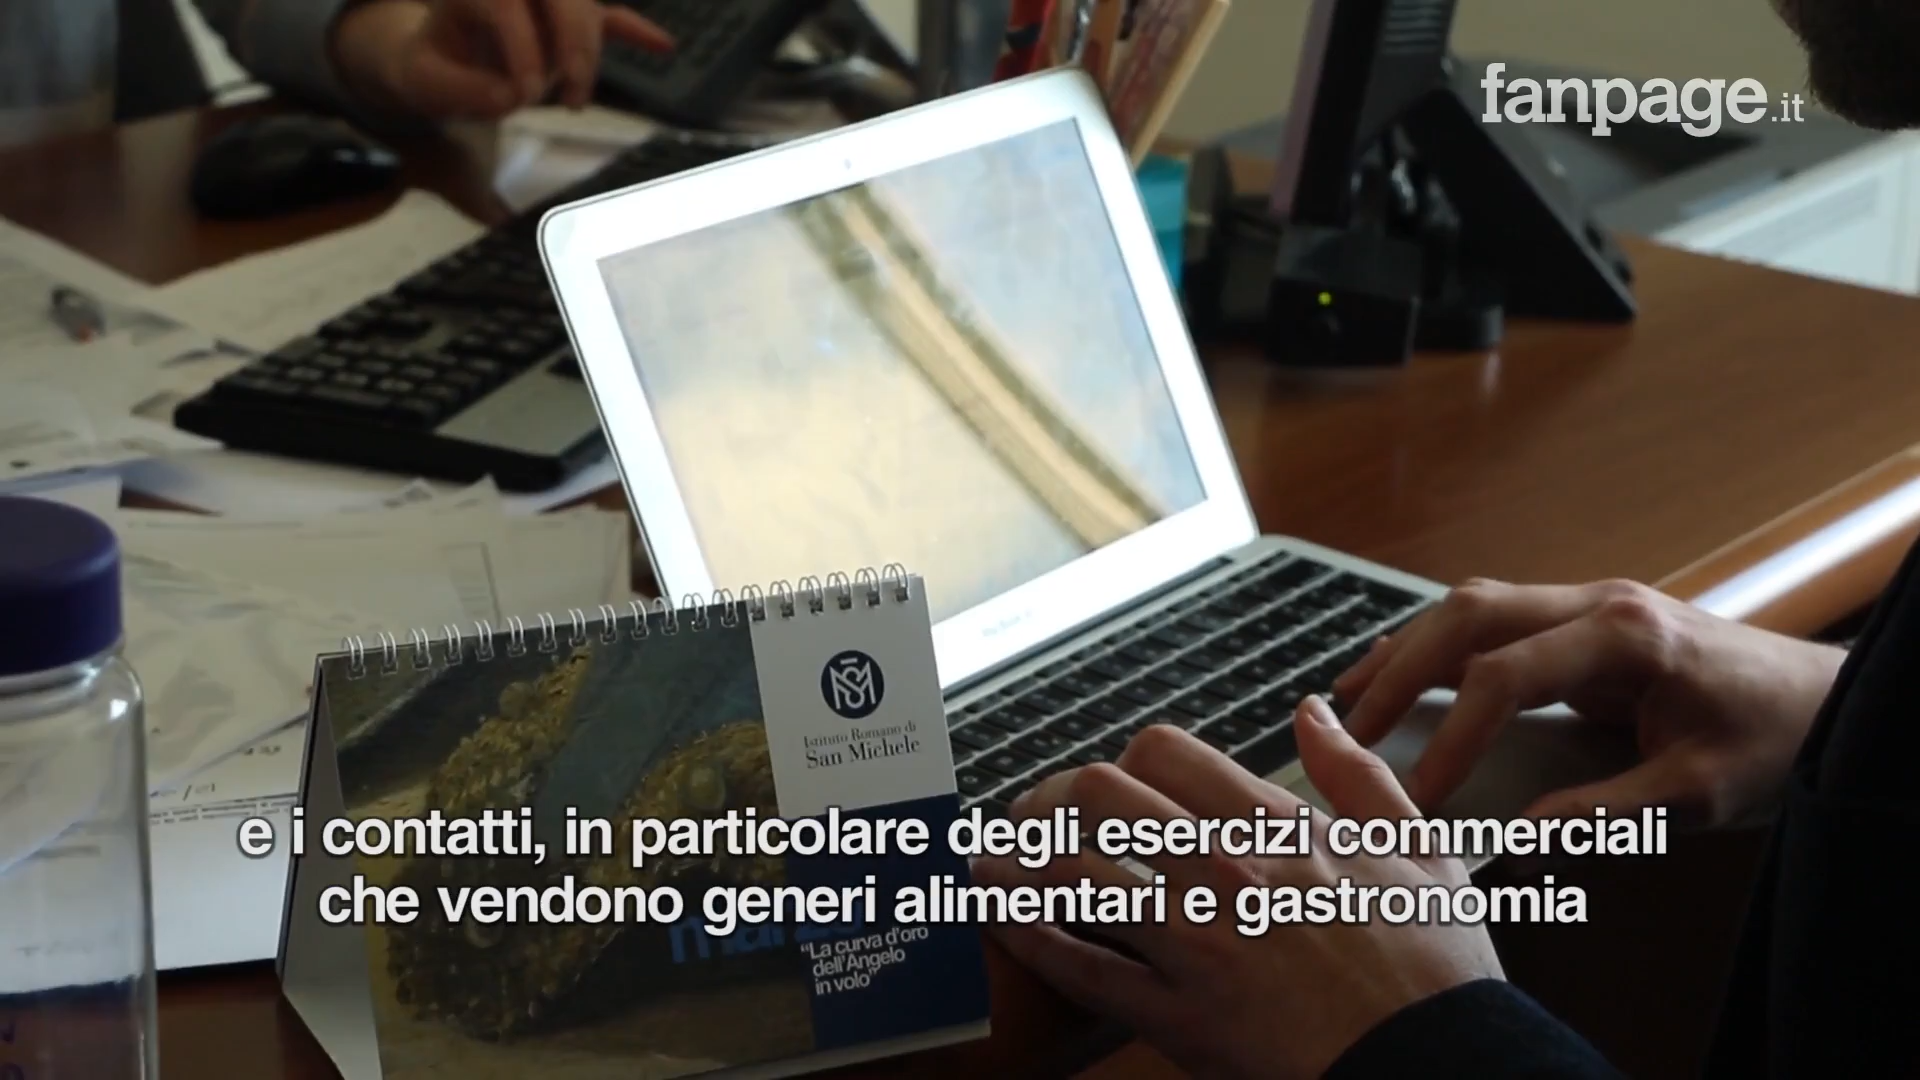 fanpage.it
Istituto Romano di
San Michele
e i contatti, in particolare degli esercizi commerciali
che vendono generi alimentari e gastronomia
"La curva d'oro
dell'Angelo
in volo"